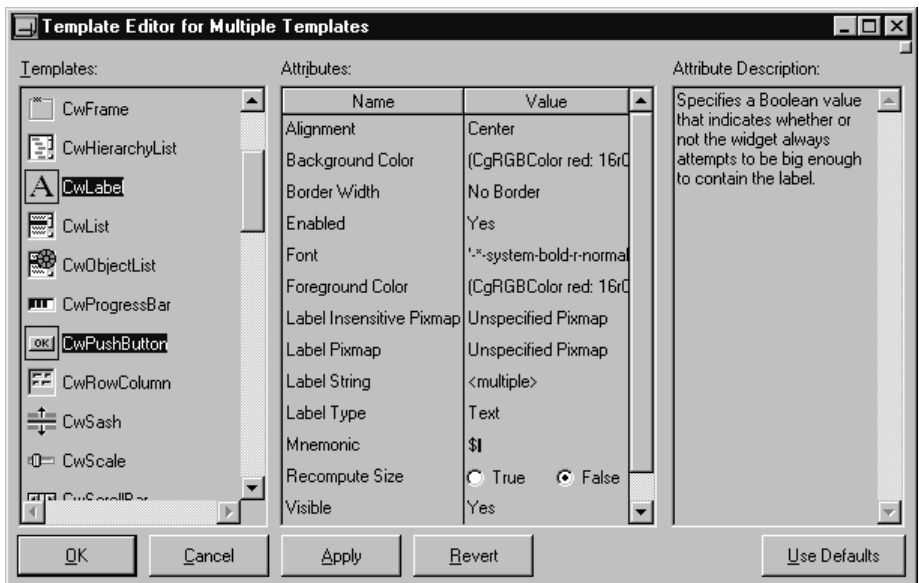 Template Editor for Multiple Templates
Templates:
CwFrame
CwHierarchyList
A CwLabel
CwList
CwObjectList
CwProgressBar
OK CwPushButton
CwRowColumn
CwSash
CwScale
CwScrollBar
Attributes:
Name Value
Alignment Center
Background Color (CgRGBColor red: 16r0
Border Width No Border
Enabled Yes
Font '-*-system-bold-r-normal
Foreground Color (CgRGBColor red: 16r0
Label Insensitive Pixmap Unspecified Pixmap
Label Pixmap Unspecified Pixmap
Label String <multiple>
Label Type Text
Mnemonic $
Recompute Size True False
Visible Yes
Attribute Description:
Specifies a Boolean value
that indicates whether or
not the widget always
attempts to be big enough
to contain the label.
OK Cancel Apply Revert Use Defaults